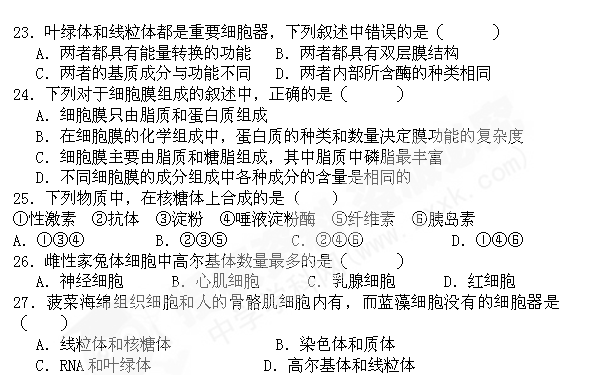 23．叶绿体和线粒体都是重要细胞器，下列叙述中错误的是（　　）
A．两者都具有能量转换的功能　B．两者都具有双层膜结构
C．两者的基质成分与功能不同　D．两者内部所含酶的种类相同
24．下列对于细胞膜组成的叙述中，正确的是（　　）
A．细胞膜只由脂质和蛋白质组成
B．在细胞膜的化学组成中，蛋白质的种类和数量决定膜功能的复杂度
C．细胞膜主要由脂质和糖脂组成，其中脂质中磷脂最丰富
D．不同细胞膜的成分组成中各种成分的含量是相同的
25．下列物质中，在核糖体上合成的是（　　）
①性激素　②抗体　③淀粉　④唾液淀粉酶　⑤纤维素　⑥胰岛素
A．①③④　B．②③⑤　C．②④⑥　D．①④⑥
26．雌性家兔体细胞中高尔基体数量最多的是（　　）
A．神经细胞　B．心肌细胞　C．乳腺细胞　D．红细胞
27．菠菜海绵组织细胞和人的骨骼肌细胞内有，而蓝藻细胞没有的细胞器是
（　　）
A．线粒体和核糖体　B．染色体和质体
C．RNA 和叶绿体　D．高尔基体和线粒体